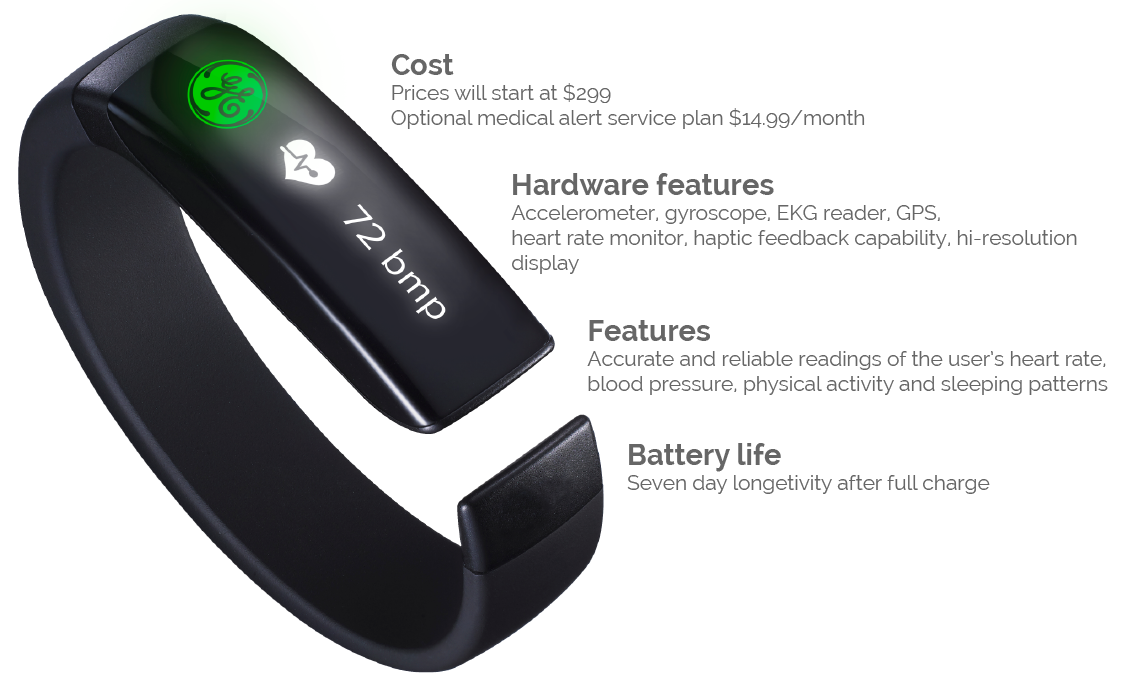 GE
72 bmp
Cost
Prices will start at $299
Optional medical alert service plan $14.99/month
Hardware features
Accelerometer, gyroscope, EKG reader, GPS,
heart rate monitor, haptic feedback capability, hi-resolution
display
Features
Accurate and reliable readings of the user's heart rate,
blood pressure, physical activity and sleeping patterns
Battery life
Seven day longetivity after full charge